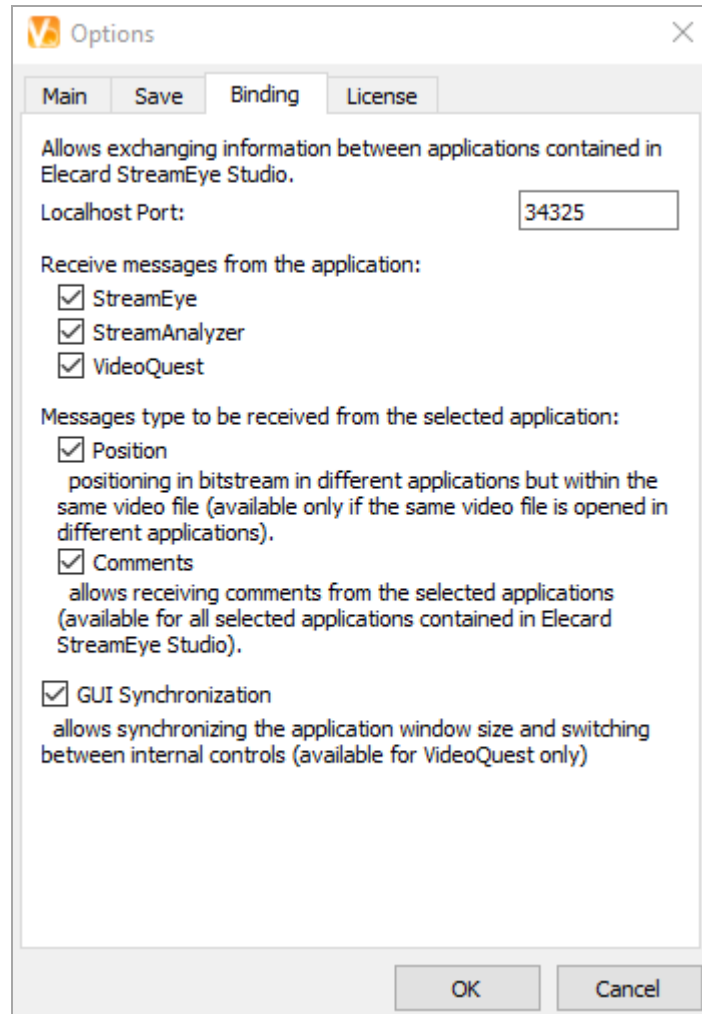 Options
Main Save Binding License
Allows exchanging information between applications contained in
Elecard StreamEye Studio.
Localhost Port: 34325
Receive messages from the application:
StreamEye
StreamAnalyzer
VideoQuest
Messages type to be received from the selected application:
Position
positioning in bitstream in different applications but within the
same video file (available only if the same video file is opened in
different applications).
Comments
allows receiving comments from the selected applications
(available for all selected applications contained in Elecard
StreamEye Studio).
GUI Synchronization
allows synchronizing the application window size and switching
between internal controls (available for VideoQuest only)
OK Cancel